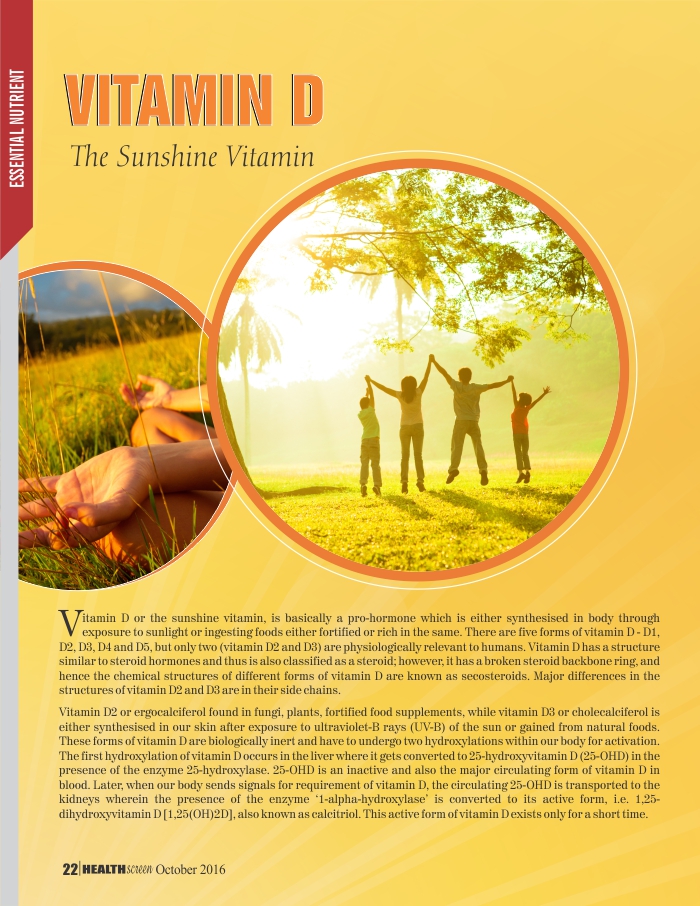 ESSENTIAL NUTRIENT
VITAMIN D
The Sunshine Vitamin
Vitamin D or the sunshine vitamin, is basically a pro-hormone which is either synthesised in body through
exposure to sunlight or ingesting foods either fortified or rich in the same. There are five forms of vitamin D - D1,
D2, D3, D4 and D5, but only two (vitamin D2 and D3) are physiologically relevant to humans. Vitamin D has a structure
similar to steroid hormones and thus is also classified as a steroid; however, it has a broken steroid backbone ring, and
hence the chemical structures of different forms of vitamin D are known as secosteroids. Major differences in the
structures of vitamin D2 and D3 are in their side chains.
Vitamin D2 or ergocalciferol found in fungi, plants, fortified food supplements, while vitamin D3 or cholecalciferol is
either synthesised in our skin after exposure to ultraviolet-B rays (UV-B) of the sun or gained from natural foods.
These forms of vitamin D are biologically inert and have to undergo two hydroxylations within our body for activation.
The first hydroxylation of vitamin D occurs in the liver where it gets converted to 25-hydroxyvitamin D (25-OHD) in the
presence of the enzyme 25-hydroxylase. 25-OHD is an inactive and also the major circulating form of vitamin D in
blood. Later, when our body sends signals for requirement of vitamin D, the circulating 25-OHD is transported to the
kidneys wherein the presence of the enzyme ‘1-alpha-hydroxylase’ is converted to its active form, i.e. 1,25-
dihydroxyvitamin D [1,25(OH)2D], also known as calcitriol. This active form of vitamin D exists only for a short time.
22|HEALTHscreen October 2016